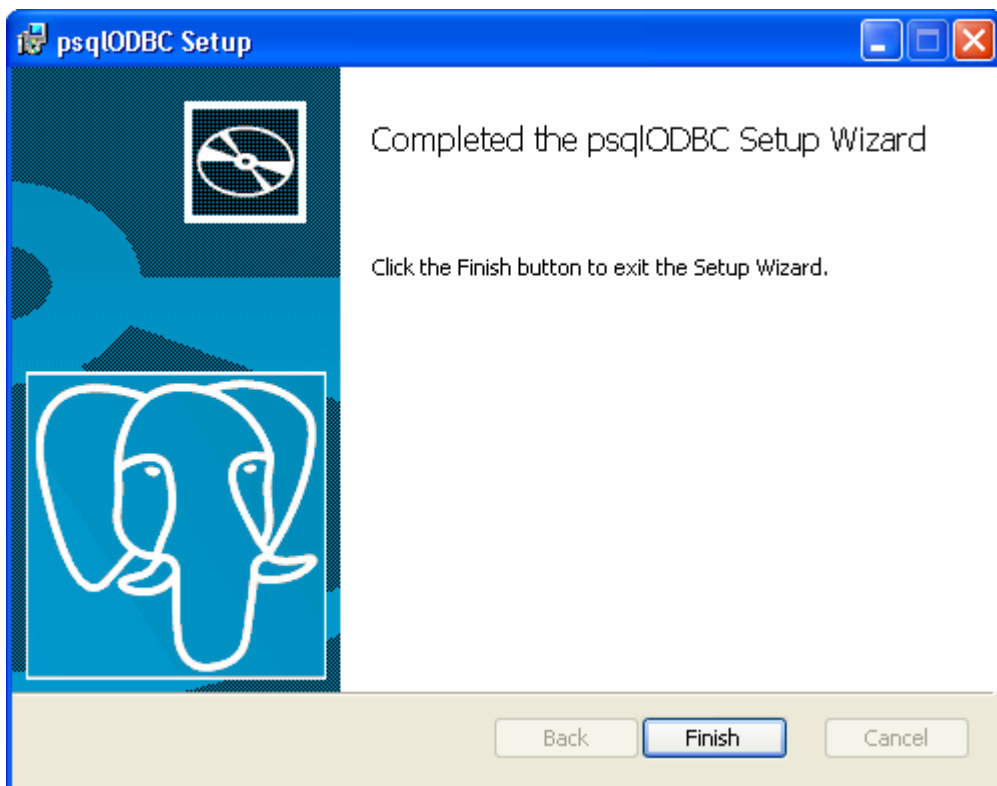 psqlODBC Setup
Completed the psqlODBC Setup Wizard
Click the Finish button to exit the Setup Wizard.
Back
Finish
Cancel